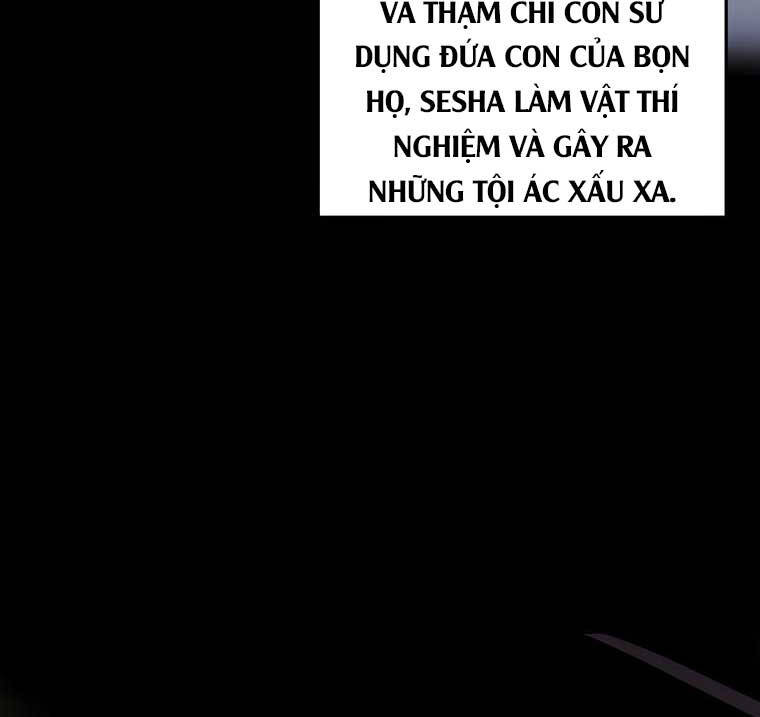 VÀ THẬM CHÍ CÒN SỬ
DỤNG ĐỨA CON CỦA BỌN
HỌ, SESHA LÀM VẬT THÍ
NGHIỆM VÀ GÂY RA
NHỮNG TỘI ÁC XẤU XA.